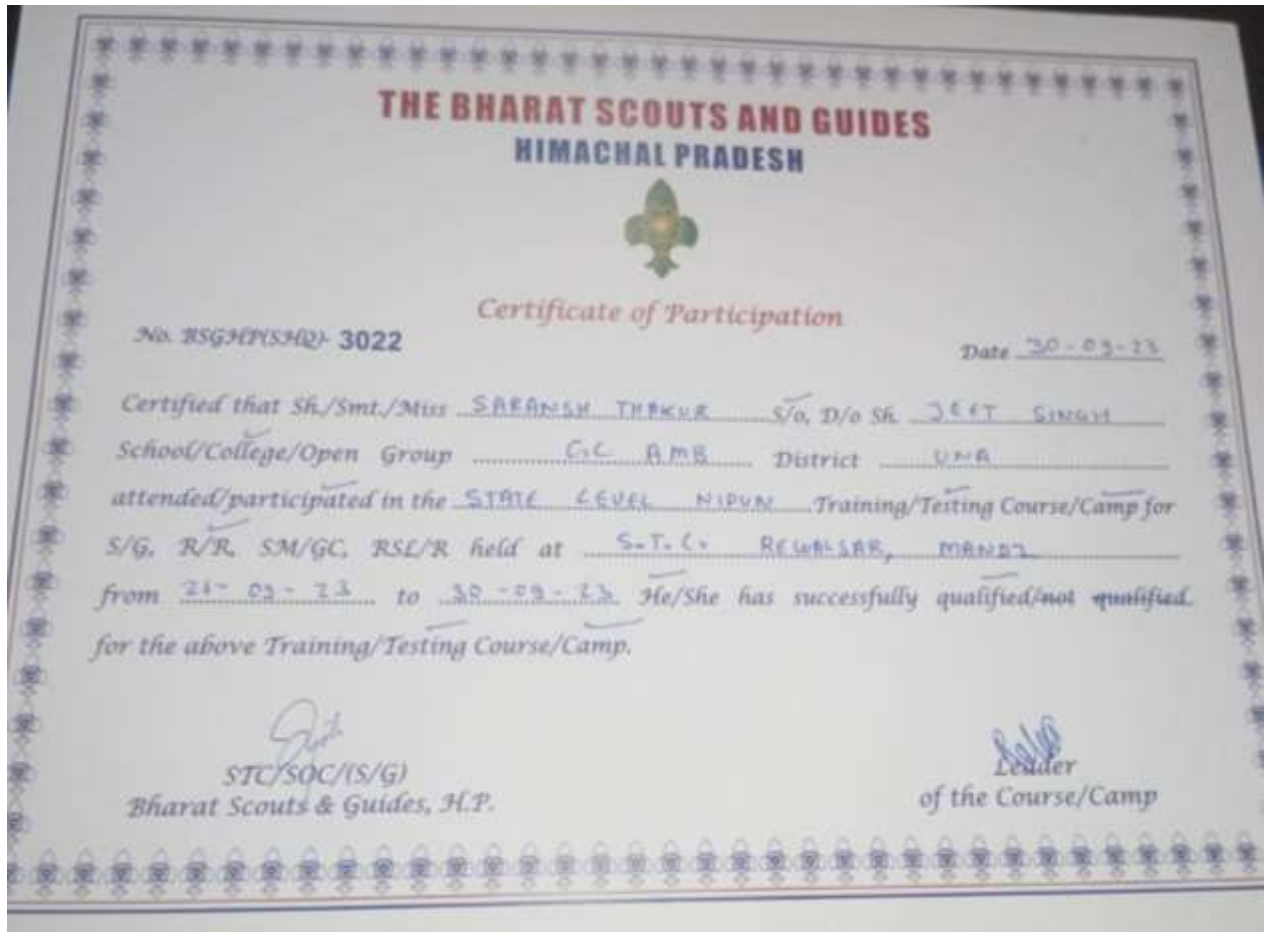 THE BHARAT SCOUTS AND GUIDES
HIMACHAL PRADESH
Certificate of Participation
No. BSGHP(SHQ)- 3022
Date 30-09-23
Certified that Sh./Smt./Miss SARANSH THAKUR S/o, D/o Sh. JEET SINGH
School/College/Open Group G.C AMB District UNA
attended/participated in the STATE LEVEL NIPUN Training/Testing Course/Camp for
S/G, R/R, SM/GC, RSL/R held at S.T.C. REWALSAR, MANDI
from 26-09-23 to 30-09-23 He/She has successfully qualified/not qualified
for the above Training/Testing Course/Camp.
STC/SOC/(S/G)
Bharat Scouts & Guides, H.P.
Leader
of the Course/Camp